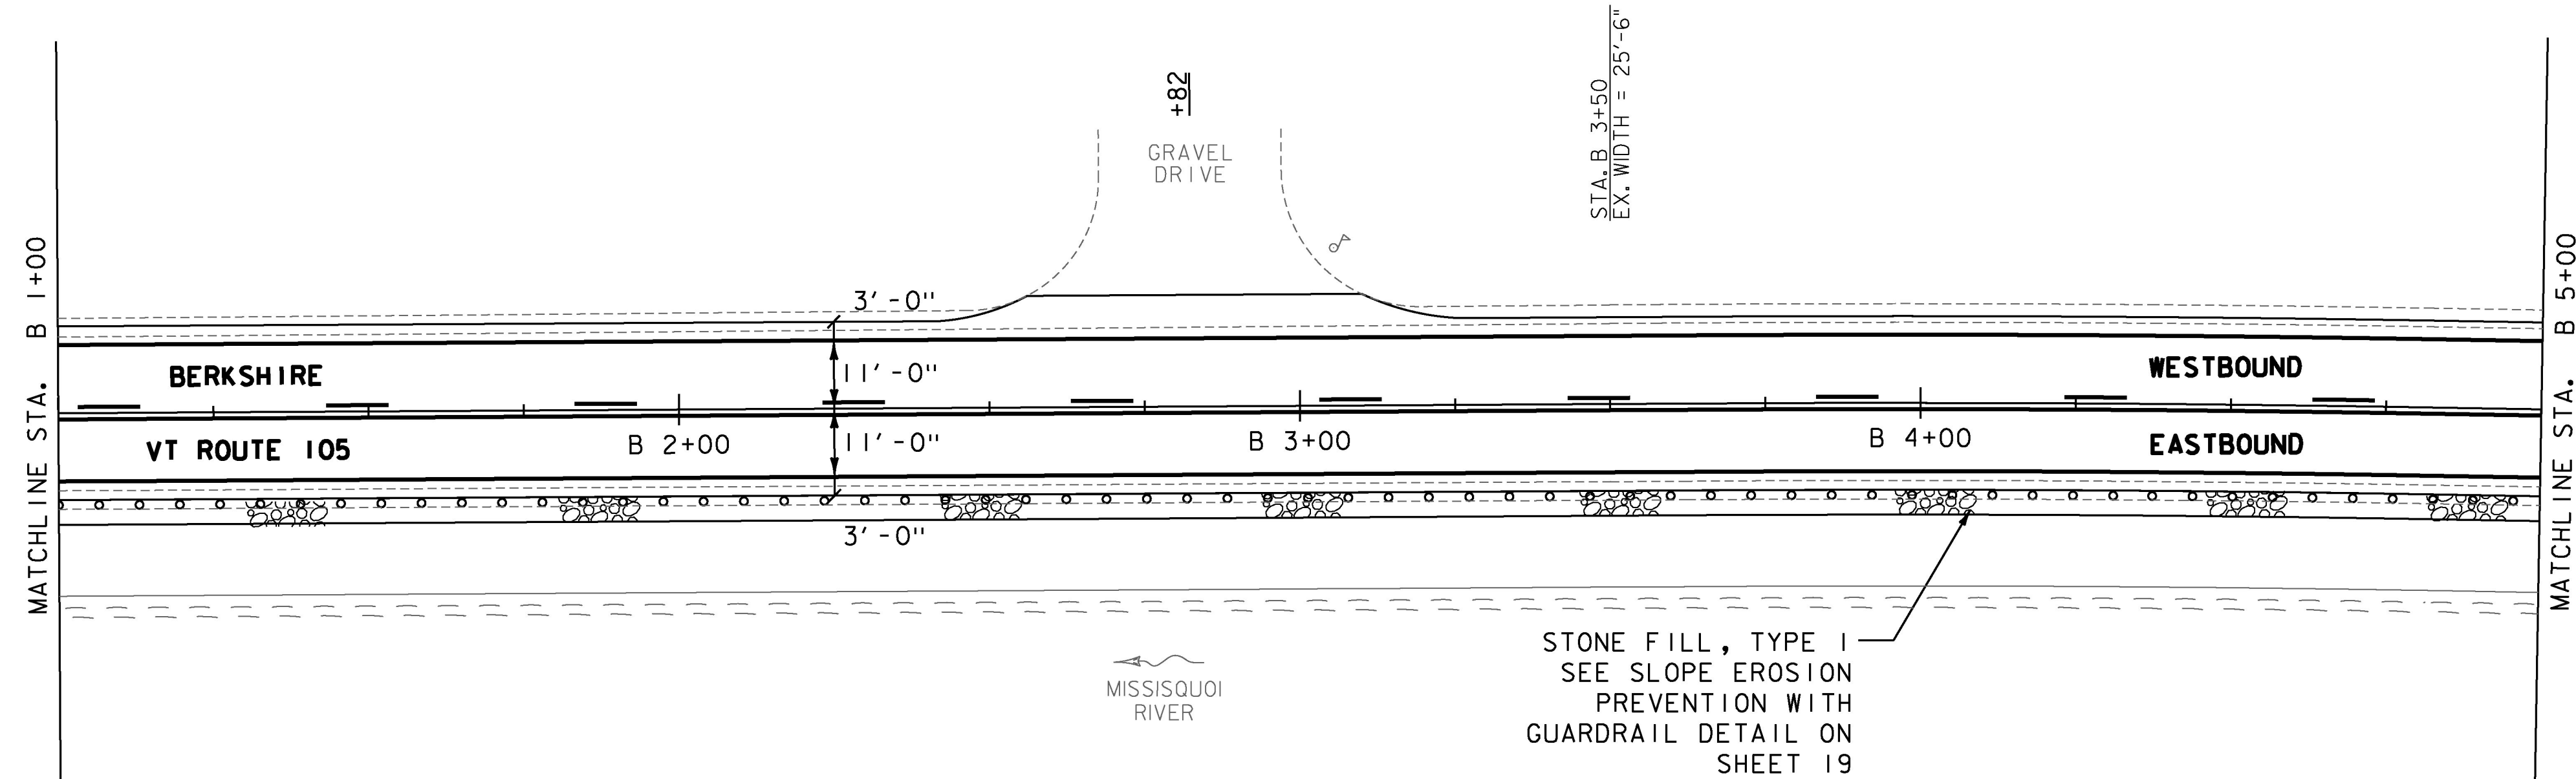 MATCHLINE STA. B 1+00
+82
GRAVEL
DRIVE
STA. B 3+50
EX. WIDTH = 25'-6"
3'-0"
11'-0"
BERKSHIRE
WESTBOUND
VT ROUTE 105
B 2+00
11'-0"
B 3+00
B 4+00
EASTBOUND
3'-0"
MISSISQUOI
RIVER
STONE FILL, TYPE I
SEE SLOPE EROSION
PREVENTION WITH
GUARDRAIL DETAIL ON
SHEET 19
MATCHLINE STA. B 5+00